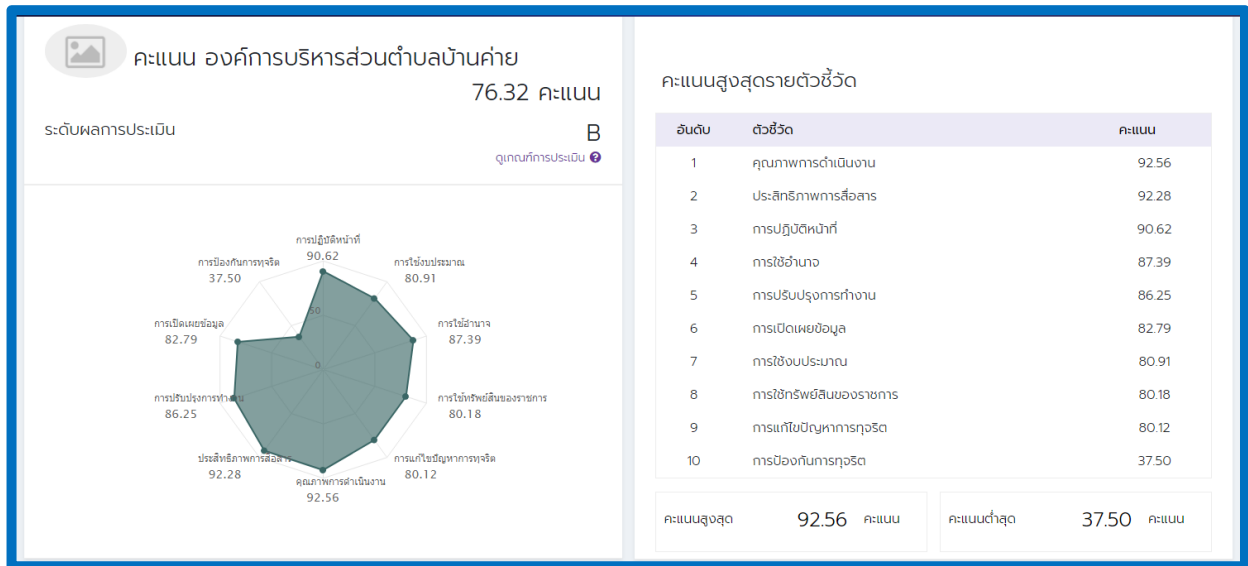 คะแนน องค์การบริหารส่วนตำบลบ้านค่าย
76.32 คะแนน
ระดับผลการประเมิน
B
ดูเกณฑ์การประเมิน ?
การปฏิบัติหน้าที่
90.62
การป้องกันการทุจริต
37.50
การใช้งบประมาณ
80.91
50
การเปิดเผยข้อมูล
82.79
การใช้อำนาจ
87.39
0
การปรับปรุงการทำงาน
86.25
การใช้ทรัพย์สินของราชการ
80.18
ประสิทธิภาพการสื่อสาร
92.28
การแก้ไขปัญหาการทุจริต
80.12
คุณภาพการดำเนินงาน
92.56
คะแนนสูงสุดรายตัวชี้วัด
อันดับ ตัวชี้วัด คะแนน
1 คุณภาพการดำเนินงาน 92.56
2 ประสิทธิภาพการสื่อสาร 92.28
3 การปฏิบัติหน้าที่ 90.62
4 การใช้อำนาจ 87.39
5 การปรับปรุงการทำงาน 86.25
6 การเปิดเผยข้อมูล 82.79
7 การใช้งบประมาณ 80.91
8 การใช้ทรัพย์สินของราชการ 80.18
9 การแก้ไขปัญหาการทุจริต 80.12
10 การป้องกันการทุจริต 37.50
คะแนนสูงสุด 92.56 คะแนน
คะแนนต่ำสุด 37.50 คะแนน